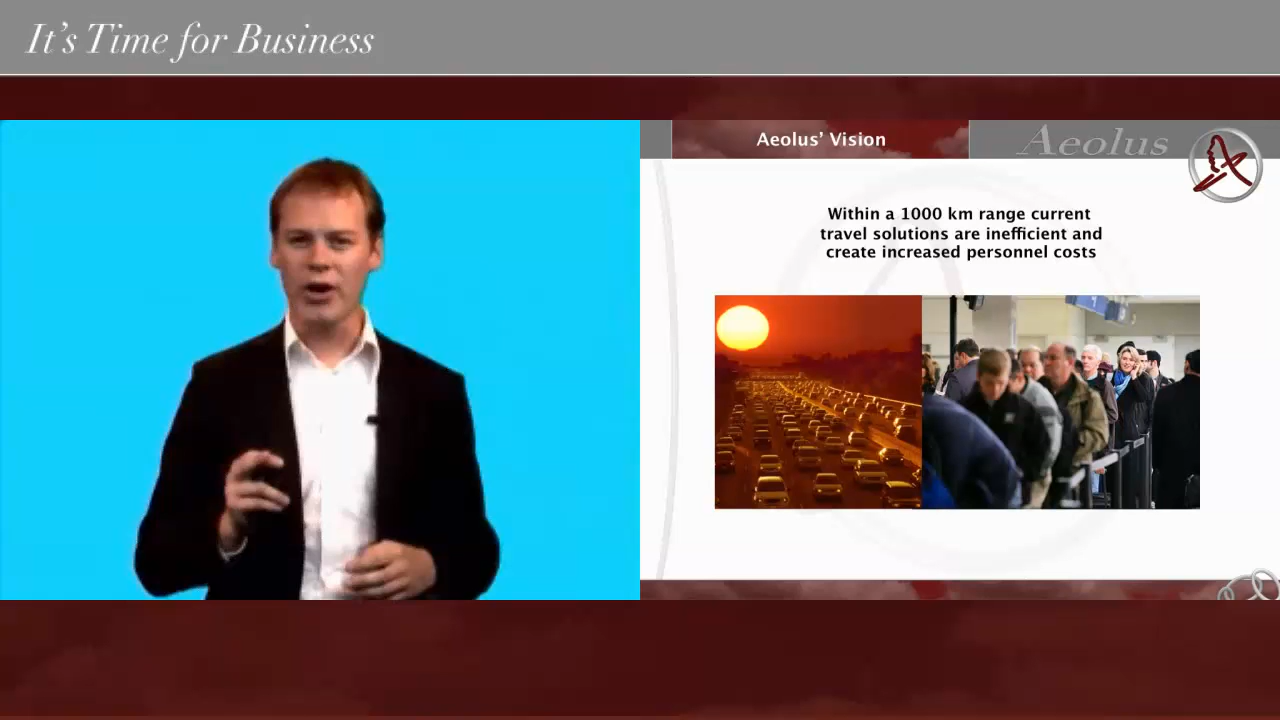 It's Time for Business
Aeolus' Vision
Aeolus
Within a 1000 km range current
travel solutions are inefficient and
create increased personnel costs